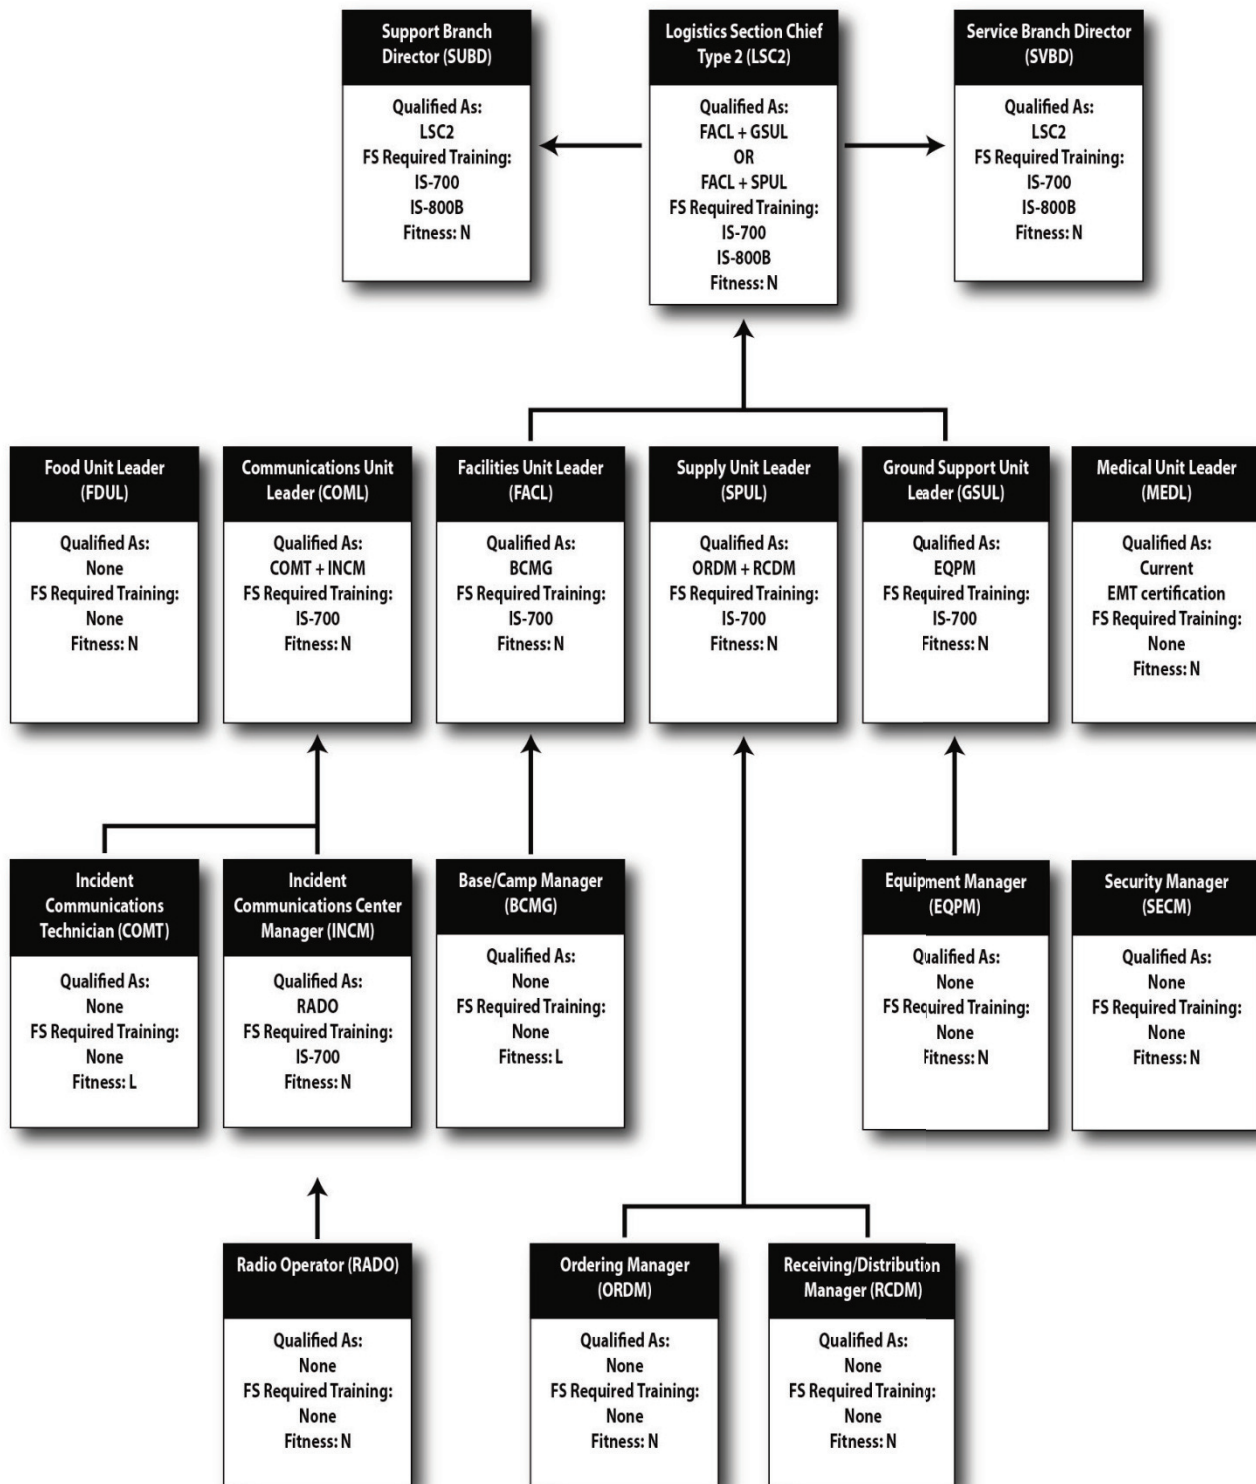 Support Branch
Director (SUBD)
Qualified As:
LSC2
FS Required Training:
IS-700
IS-800B
Fitness: N
Logistics Section Chief
Type 2 (LSC2)
Qualified As:
FACL + GSUL
OR
FACL + SPUL
FS Required Training:
IS-700
IS-800B
Fitness: N
Service Branch Director
(SVBD)
Qualified As:
LSC2
FS Required Training:
IS-700
IS-800B
Fitness: N
Food Unit Leader
(FDUL)
Qualified As:
None
FS Required Training:
None
Fitness: N
Communications Unit
Leader (COML)
Qualified As:
COMT + INCM
FS Required Training:
IS-700
Fitness: N
Facilities Unit Leader
(FACL)
Qualified As:
BCMG
FS Required Training:
IS-700
Fitness: N
Supply Unit Leader
(SPUL)
Qualified As:
ORDM + RCDM
FS Required Training:
IS-700
Fitness: N
Ground Support Unit
Leader (GSUL)
Qualified As:
EQPM
FS Required Training:
IS-700
Fitness: N
Medical Unit Leader
(MEDL)
Qualified As:
Current
EMT certification
FS Required Training:
None
Fitness: N
Incident
Communications
Technician (COMT)
Qualified As:
None
FS Required Training:
None
Fitness: L
Incident
Communications Center
Manager (INCM)
Qualified As:
RADO
FS Required Training:
IS-700
Fitness: N
Base/Camp Manager
(BCMG)
Qualified As:
None
FS Required Training:
None
Fitness: L
Equipment Manager
(EQPM)
Qualified As:
None
FS Required Training:
None
Fitness: N
Security Manager
(SECM)
Qualified As:
None
FS Required Training:
None
Fitness: N
Radio Operator (RADO)
Qualified As:
None
FS Required Training:
None
Fitness: N
Ordering Manager
(ORDM)
Qualified As:
None
FS Required Training:
None
Fitness: N
Receiving/Distribution
Manager (RCDM)
Qualified As:
None
FS Required Training:
None
Fitness: N